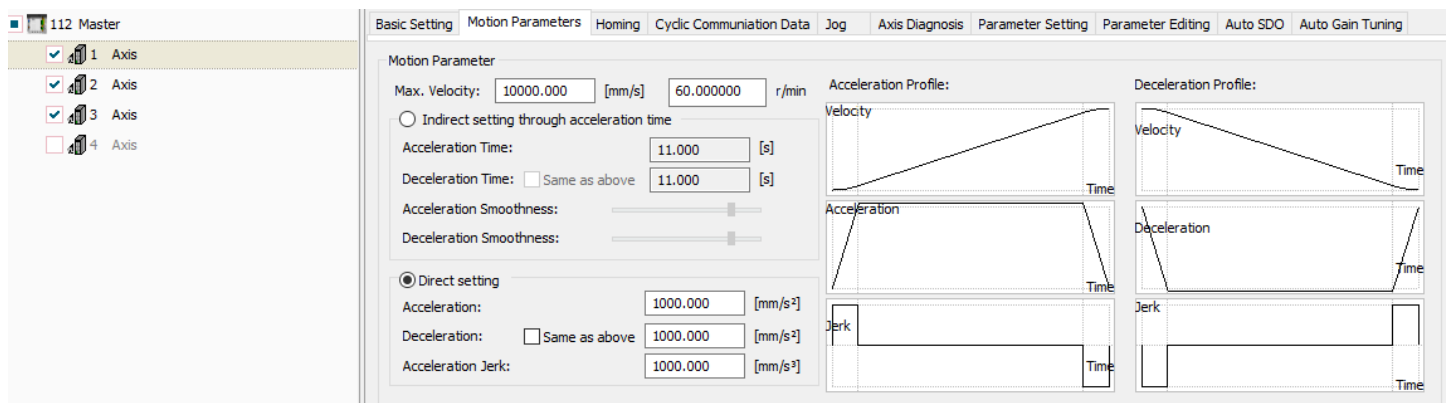 112 Master
1 Axis
2 Axis
3 Axis
4 Axis
Basic Setting Motion Parameters Homing Cyclic Communiation Data Jog Axis Diagnosis Parameter Setting Parameter Editing Auto SDO Auto Gain Tuning
Motion Parameter
Max. Velocity: 10000.000 [mm/s] 60.000000 r/min
Indirect setting through acceleration time
Acceleration Time: 11.000 [s]
Deceleration Time: Same as above 11.000 [s]
Acceleration Smoothness:
Deceleration Smoothness:
Direct setting
Acceleration: 1000.000 [mm/s²]
Deceleration: Same as above 1000.000 [mm/s²]
Acceleration Jerk: 1000.000 [mm/s³]
Acceleration Profile:
Velocity
Time
Acceleration
Time
Jerk
Time
Deceleration Profile:
Velocity
Time
Deceleration
Time
Jerk
Time